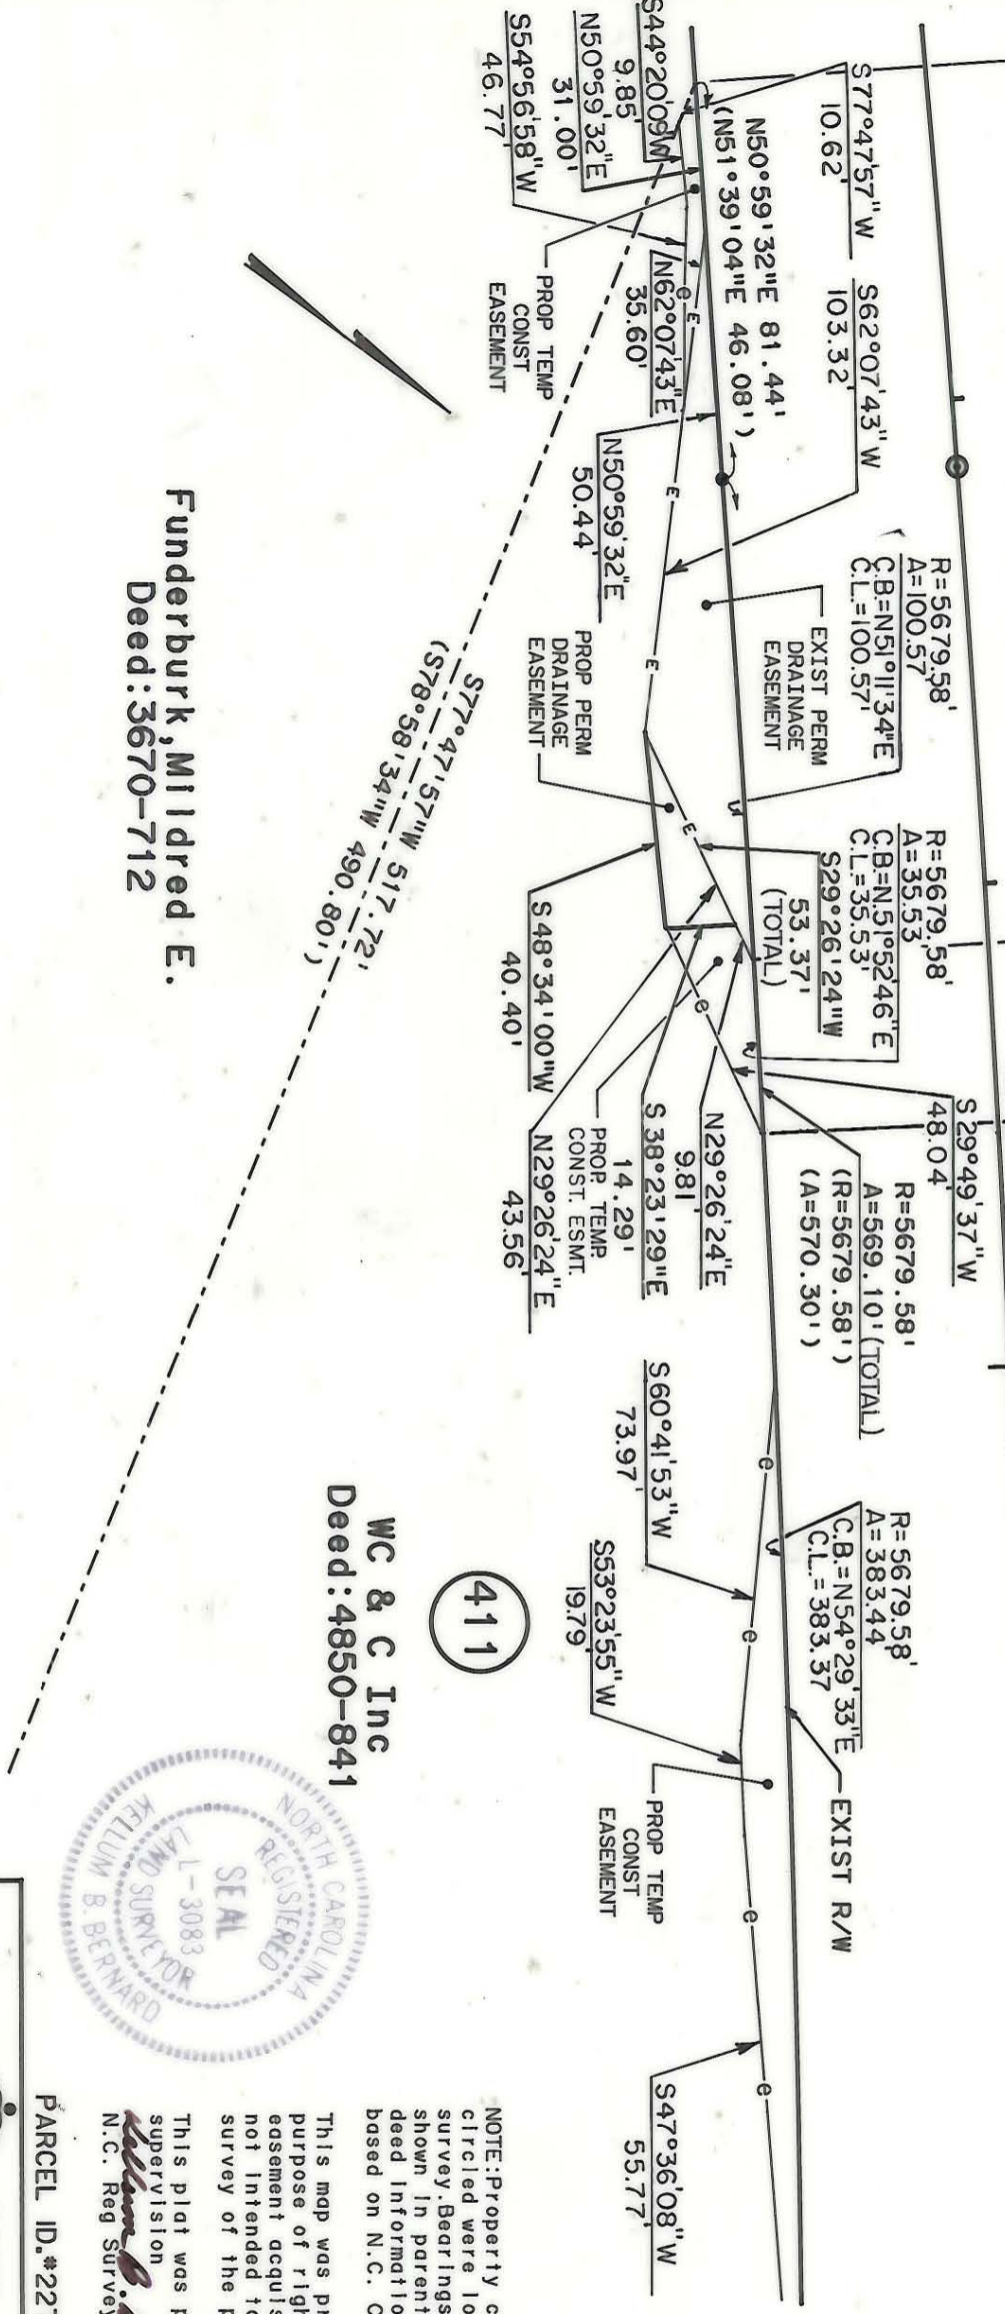 S44°20'09"W
9.85'
N50°59'32"E
31.00'
S54°56'58"W
46.77'
S77°47'57"W
10.62'
N50°59'32"E 81.44'
(N51°39'04"E 46.08')
S62°07'43"W
103.32'
N62°07'43"E
35.60'
PROP TEMP
CONST
EASEMENT
N50°59'32"E
50.44'
R=5679.58'
A=100.57'
C.B.=N51°11'34"E
C.L.=100.57'
EXIST PERM
DRAINAGE
EASEMENT
PROP PERM
DRAINAGE
EASEMENT
R=5679.58'
A=35.53'
C.B.=N.51°52'46"E
C.L.=35.53'
S29°26'24"W
53.37'
(TOTAL)
S48°34'00"W
40.40'
S 29°49'37"W
48.04'
N29°26'24"E
9.81'
S 38°23'29"E
14.29'
PROP. TEMP.
CONST. ESMT.
N29°26'24"E
43.56'
R=5679.58'
A=569.10'(TOTAL)
(R=5679.58')
(A=570.30')
R=5679.58'
A=383.44'
C.B.=N54°29'33"E
C.L.=383.37
EXIST R/W
S60°41'53"W
73.97'
S53°23'55"W
19.79'
PROP TEMP
CONST
EASEMENT
S47°36'08"W
55.77'
E
E
E
E
E
e
e
e
e
e
e
S77°47'57"W 517.72'
(S78°58'34"W 490.80')
Funderburk,Mildred E.
Deed:3670-712
411
WC & C Inc
Deed:4850-841
NORTH CAROLINA
REGISTERED
SEAL
L-3083
LAND SURVEYOR
KELLUM B. BERNARD
NOTE:Property c
circled were lo
survey.Bearings
shown in parent
deed informatio
based on N.C. C
This map was pr
purpose of righ
easement acquis
not intended to
survey of the p
This plat was p
supervision
N.C. Reg Survey
PARCEL ID.#227